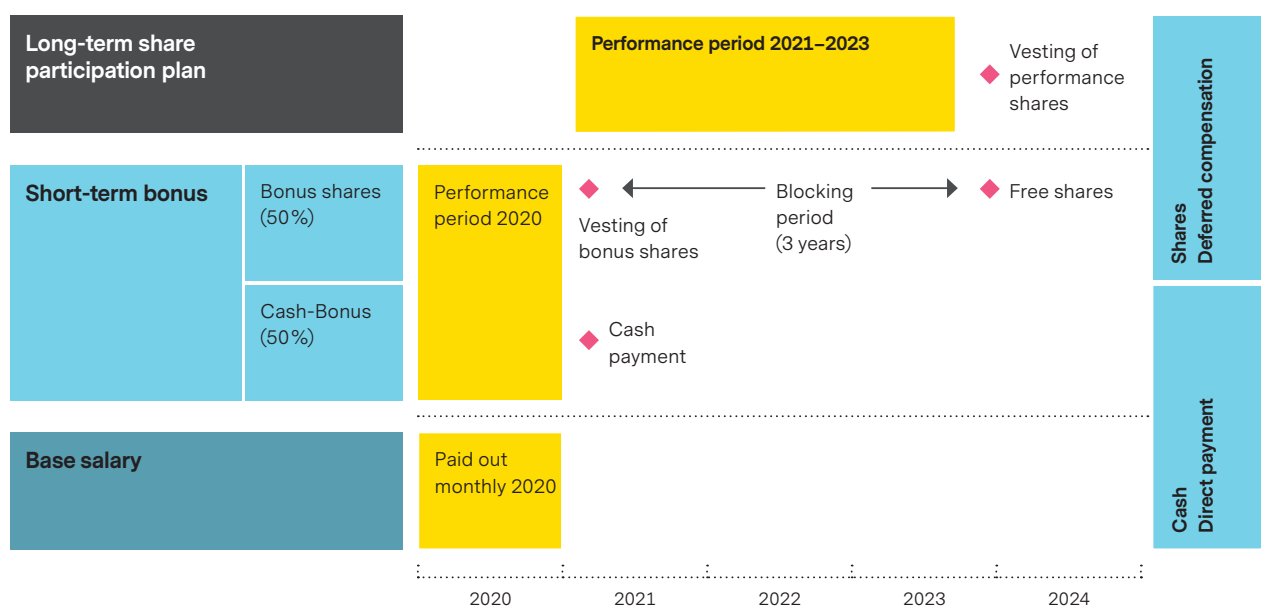 Long-term share
participation plan
Performance period 2021–2023
Vesting of
performance
shares
Shares
Deferred compensation
Short-term bonus
Bonus shares
(50%)
Performance
period 2020
Vesting of
bonus shares
Blocking
period
(3 years)
Free shares
Cash-Bonus
(50%)
Cash
payment
Cash
Direct payment
Base salary
Paid out
monthly 2020
2020
2021
2022
2023
2024